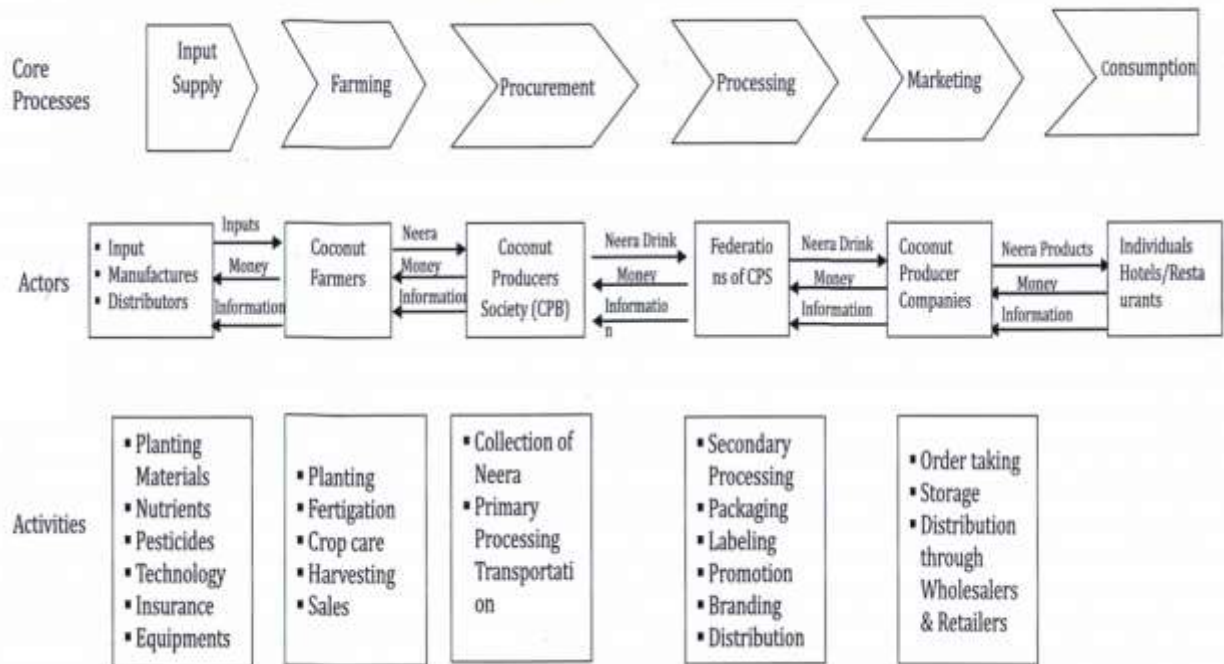 Core
Processes
Input
Supply
Farming
Procurement
Processing
Marketing
Consumption
Actors
▪ Input
▪ Manufactures
▪ Distributors
Inputs
Money
Information
Coconut
Farmers
Neera
Money
Information
Coconut
Producers
Society (CPB)
Neera Drink
Money
Informatio
n
Federatio
ns of CPS
Neera Drink
Money
Information
Coconut
Producer
Companies
Neera Products
Money
Information
Individuals
Hotels/Resta
urants
Activities
▪ Planting
Materials
▪ Nutrients
▪ Pesticides
▪ Technology
▪ Insurance
▪ Equipments
▪ Planting
▪ Fertigation
▪ Crop care
▪ Harvesting
▪ Sales
▪ Collection of
Neera
▪ Primary
Processing
Transportati
on
▪ Secondary
Processing
▪ Packaging
▪ Labeling
▪ Promotion
▪ Branding
▪ Distribution
▪ Order taking
▪ Storage
▪ Distribution
through
Wholesalers
& Retailers